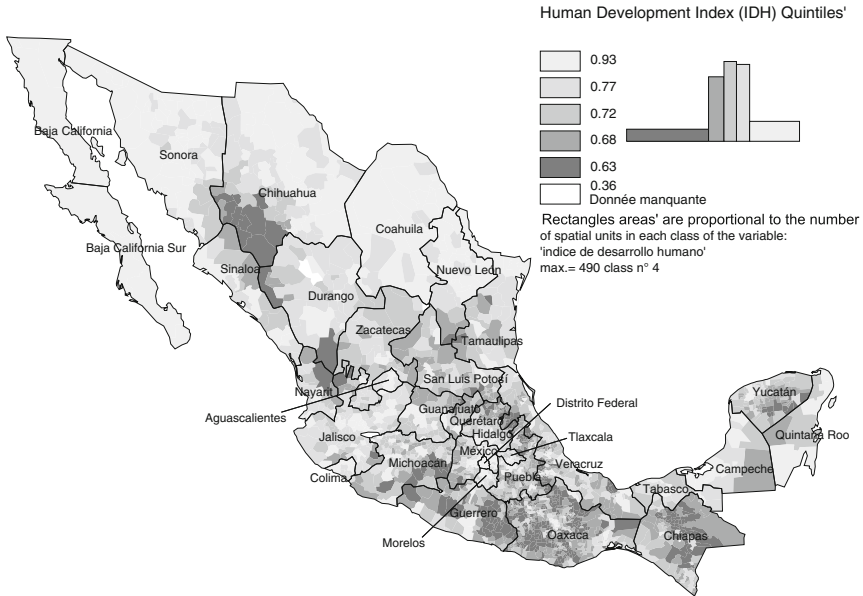 Human Development Index (IDH) Quintiles'
0.93
0.77
0.72
0.68
0.63
0.36
Donnée manquante
Rectangles areas' are proportional to the number
of spatial units in each class of the variable:
'indice de desarrollo humano'
max.= 490 class n° 4
Baja California
Sonora
Chihuahua
Coahuila
Baja California Sur
Sinaloa
Nuevo León
Durango
Zacatecas
Tamaulipas
San Luis Potosí
Nayarit
Aguascalientes
Guanajuato
Querétaro
Hidalgo
Distrito Federal
Yucatán
Quintana Roo
Jalisco
México
Tlaxcala
Michoacán
Veracruz
Campeche
Colima
Puebla
Tabasco
Guerrero
Morelos
Oaxaca
Chiapas